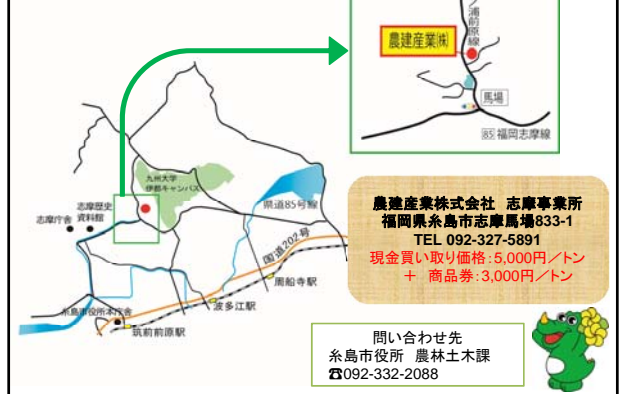 ノ浦前原線
農建産業㈱
馬場
85 福岡志摩線
九州大学
伊都キャンパス
県道85号線
志摩歴史
資料館
志摩庁舎
国道202号
周船寺駅
波多江駅
糸島市役所本庁舎
筑前前原駅
農建産業株式会社 志摩事業所
福岡県糸島市志摩馬場833-1
TEL 092-327-5891
現金買い取り価格:5,000円/トン
+ 商品券:3,000円/トン
問い合わせ先
糸島市役所 農林土木課
☎092-332-2088